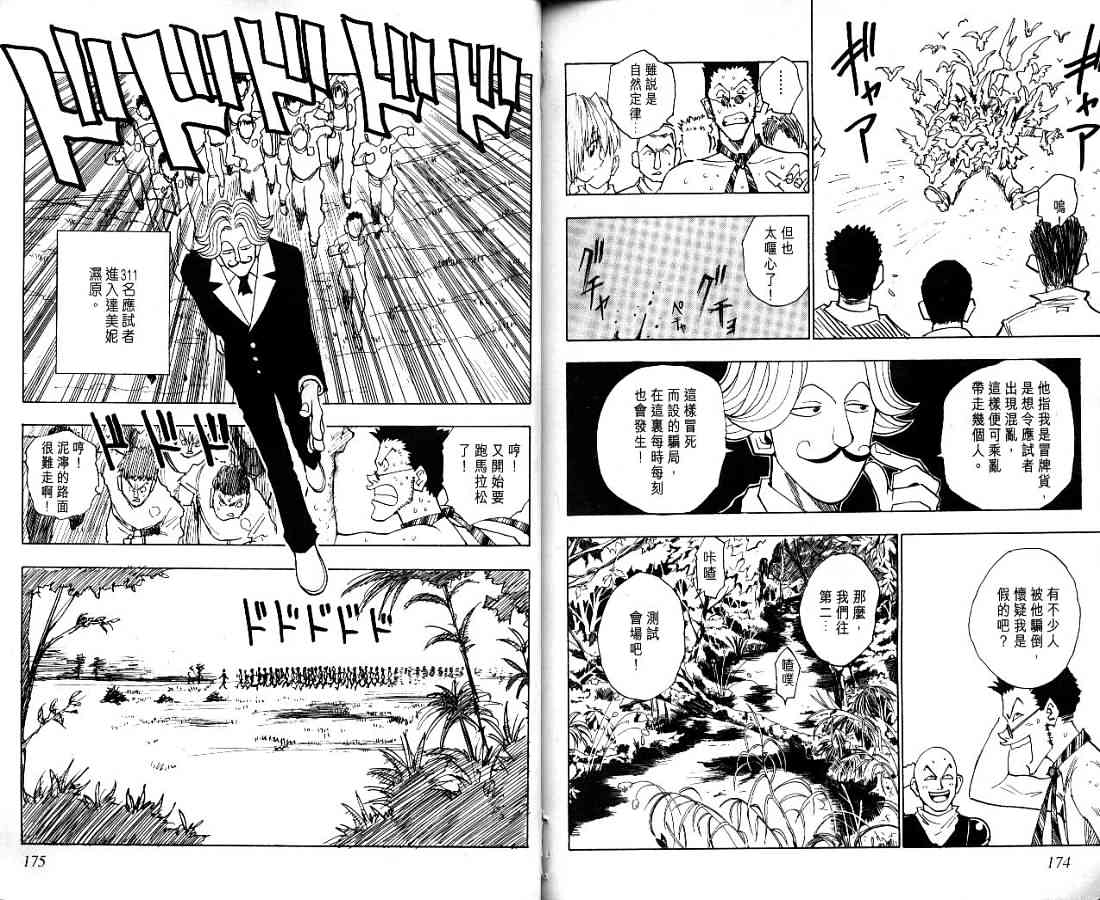 ギャア
ギャア
嗚!
……
雖說是
自然定律…
但也
太嘔心了!
グチャ
ペチャ
グチョ
他指我是冒牌貨，
是想令應試者
出現混亂，
這樣便可乘亂
帶走幾個人。
這樣冒死
而設的騙局，
在這裏每時每刻
也會發生!
有不少人
被他騙倒，
懷疑我是
假的吧?
那麼，
我們往
第二…
咔喳
喳噗
測試
會場吧!
174
ドドドドド
311名應試者
進入達美妮
濕原。
哼!
又開始要
跑馬拉松
了!
ドドド
哼!
泥濘的路面
很難走啊!
ドドドドド
175